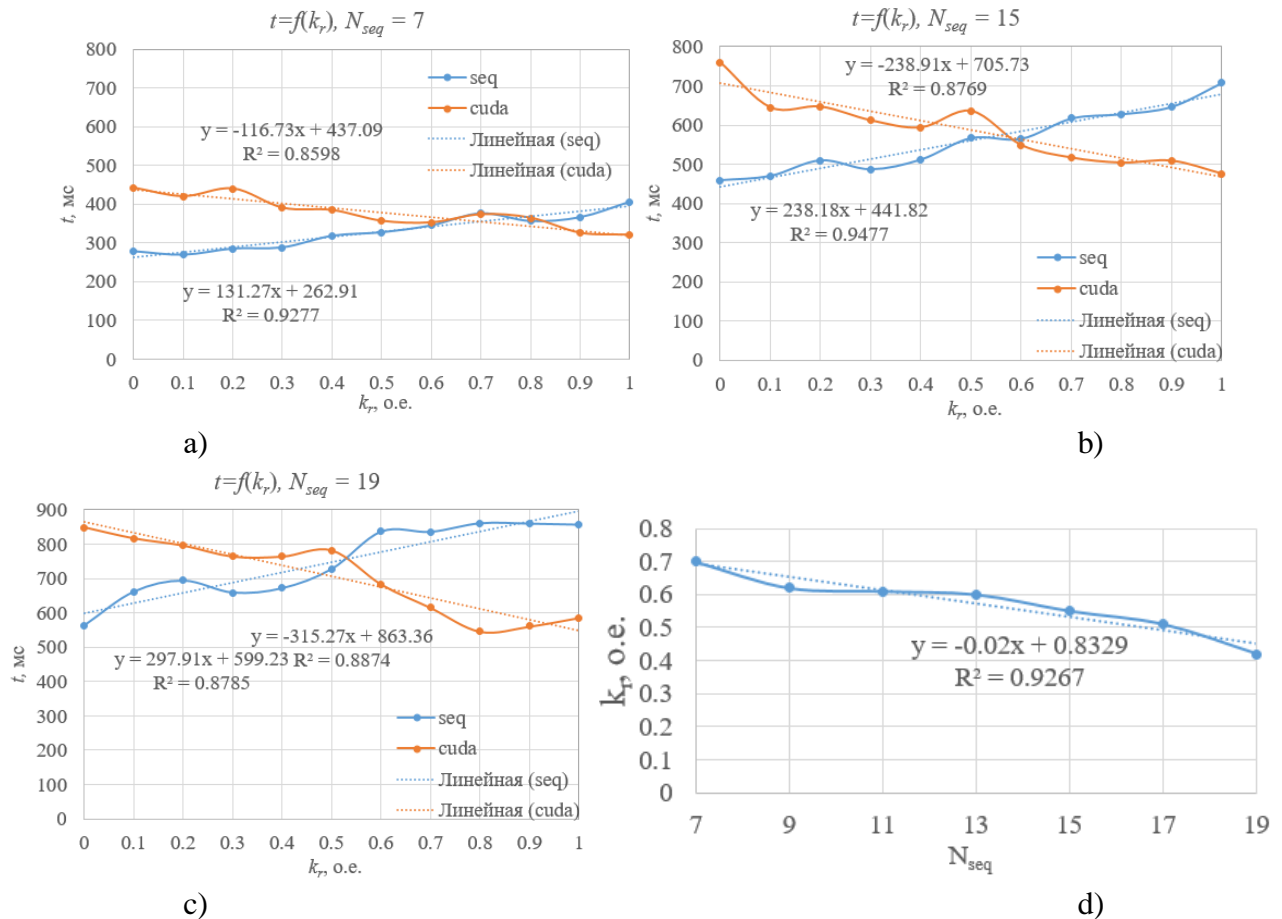 t=f(kᵣ), N_seq = 7
800
700
600
500
400
300
200
100
0
t, мс
seq
cuda
Линейная (seq)
Линейная (cuda)
y = -116.73x + 437.09
R² = 0.8598
y = 131.27x + 262.91
R² = 0.9277
0 0.1 0.2 0.3 0.4 0.5 0.6 0.7 0.8 0.9 1
kᵣ, о.е.
a)
t=f(kᵣ), N_seq = 15
800
700
600
500
400
300
200
100
0
t, мс
y = -238.91x + 705.73
R² = 0.8769
y = 238.18x + 441.82
R² = 0.9477
seq
cuda
Линейная (seq)
Линейная (cuda)
0 0.1 0.2 0.3 0.4 0.5 0.6 0.7 0.8 0.9 1
kᵣ, о.е.
b)
t=f(kᵣ), N_seq = 19
900
800
700
600
500
400
300
200
100
0
t, мс
y = -315.27x + 863.36
R² = 0.8874
y = 297.91x + 599.23
R² = 0.8785
seq
cuda
Линейная (seq)
Линейная (cuda)
0 0.1 0.2 0.3 0.4 0.5 0.6 0.7 0.8 0.9 1
kᵣ, о.е.
c)
0.8
0.7
0.6
0.5
0.4
0.3
0.2
0.1
0
kᵣ, о.е.
y = -0.02x + 0.8329
R² = 0.9267
7 9 11 13 15 17 19
N_seq
d)